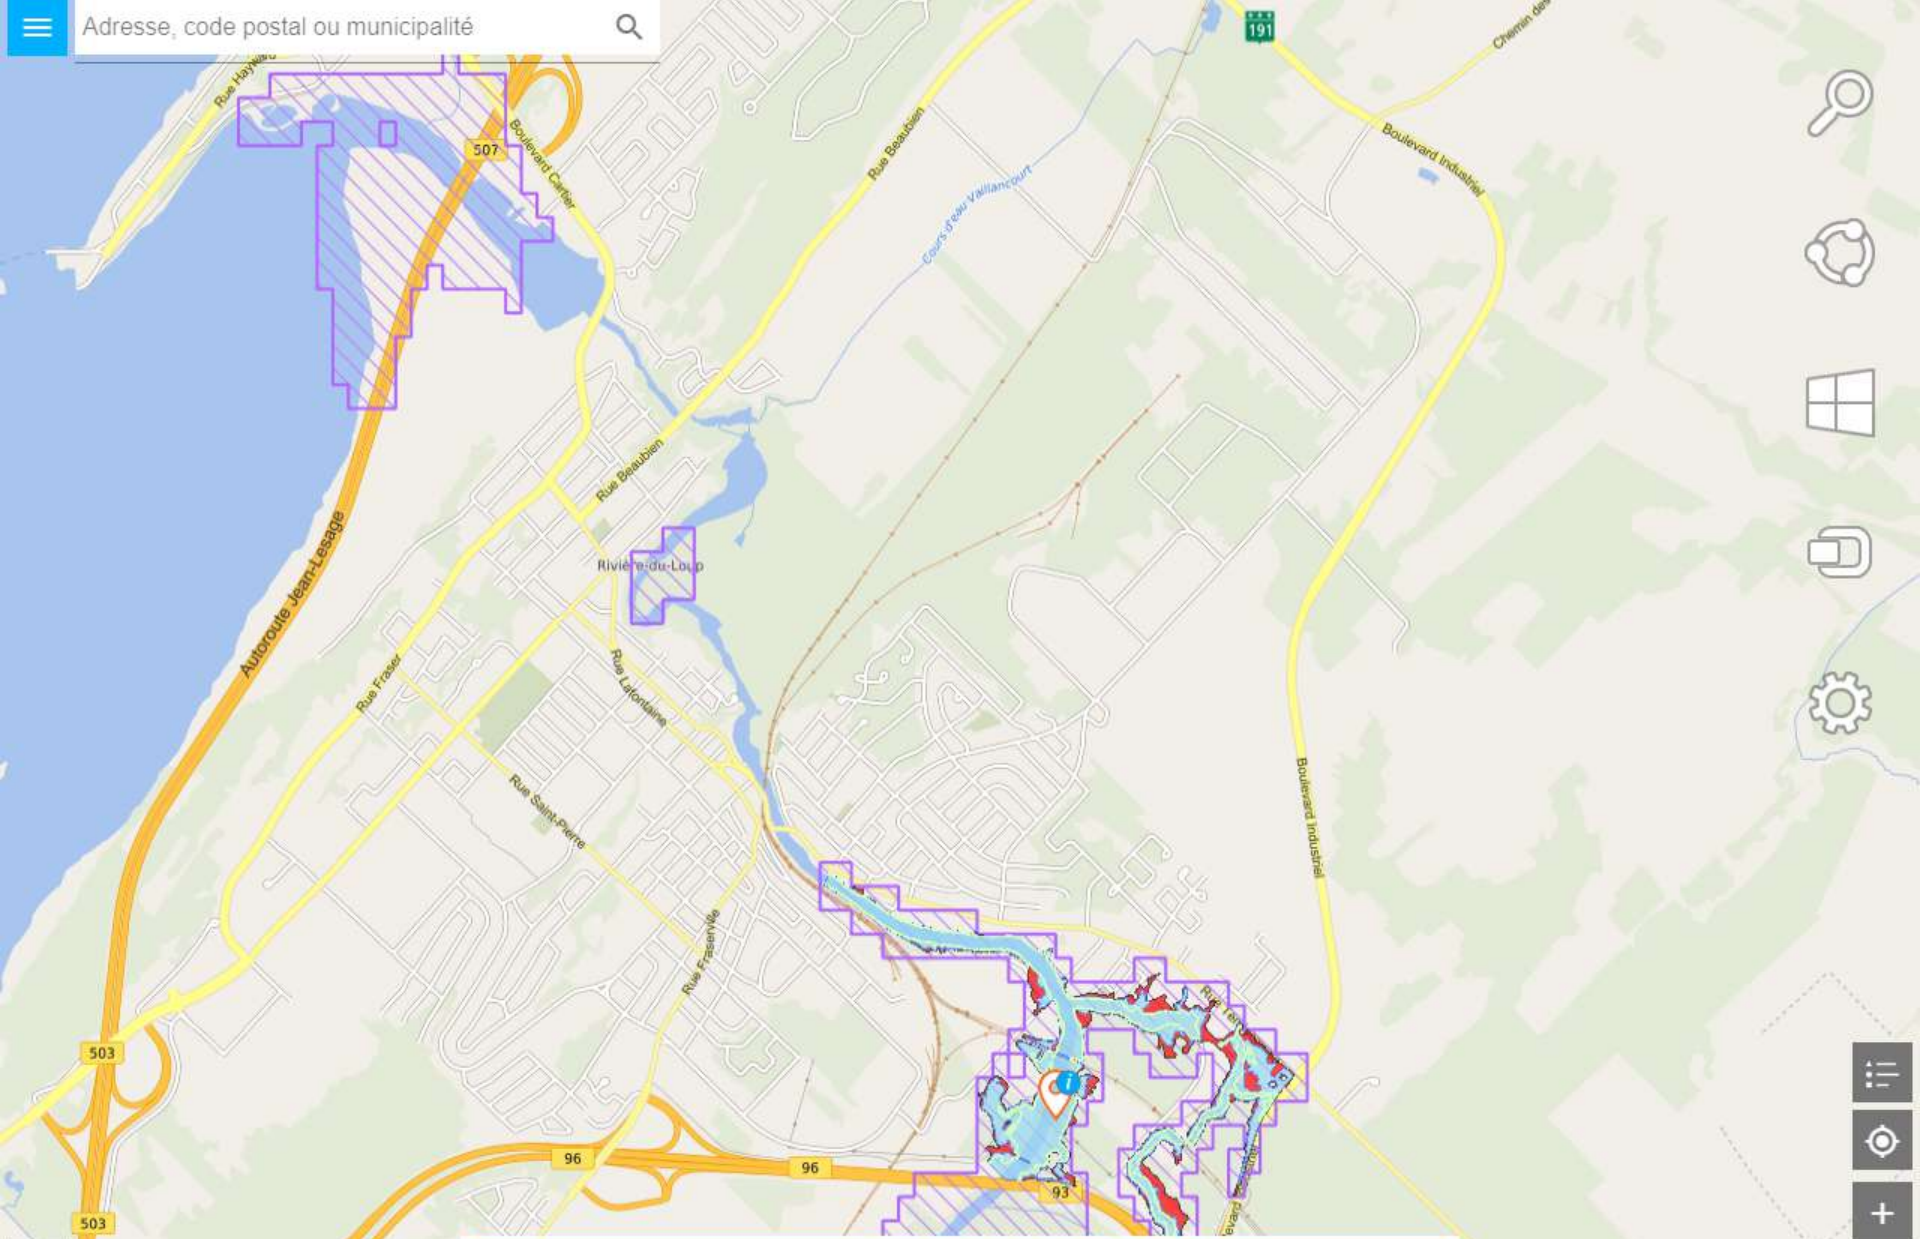 Adresse, code postal ou municipalité
191
Chemin des
Rue Hayward
507
Boulevard Cartier
Rue Beaubien
Boulevard Industriel
Cours d'eau Vaillancourt
Rue Beaubien
Autoroute Jean-Lesage
Rivière-du-Loup
Rue Fraser
Rue Lafontaine
Rue Saint-Pierre
Boulevard Industriel
Rue Fraserville
503
96
96
93
503